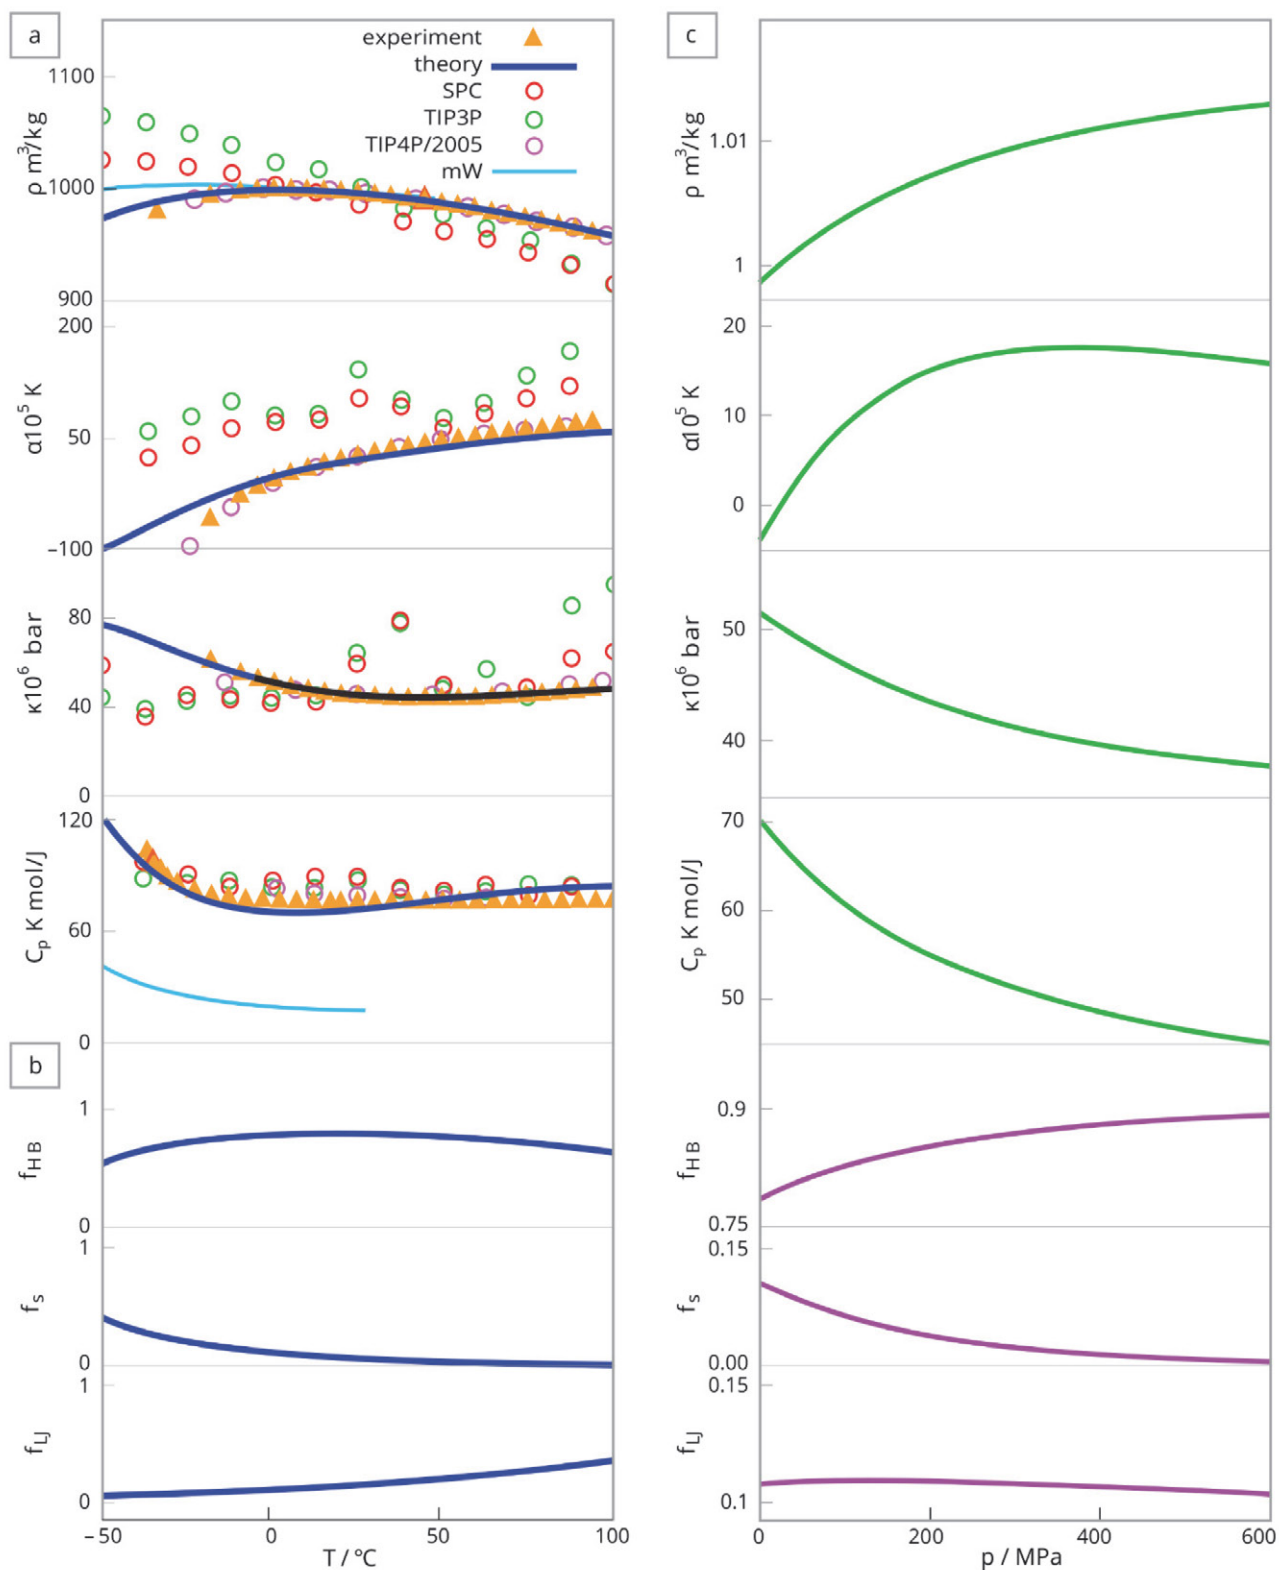 a
experiment
theory
SPC
TIP3P
TIP4P/2005
mW
1100
1000
900
ρ m³/kg
200
50
–100
α10⁵ K
80
40
0
κ10⁶ bar
120
60
0
Cp K mol/J
b
1
0
fHB
1
0
fs
1
0
fLJ
–50
0
50
100
T / °C
c
1.01
1
ρ m³/kg
20
10
0
α10⁵ K
50
40
κ10⁶ bar
70
60
50
Cp K mol/J
0.9
0.75
fHB
0.15
0.00
fs
0.15
0.1
fLJ
0
200
400
600
p / MPa